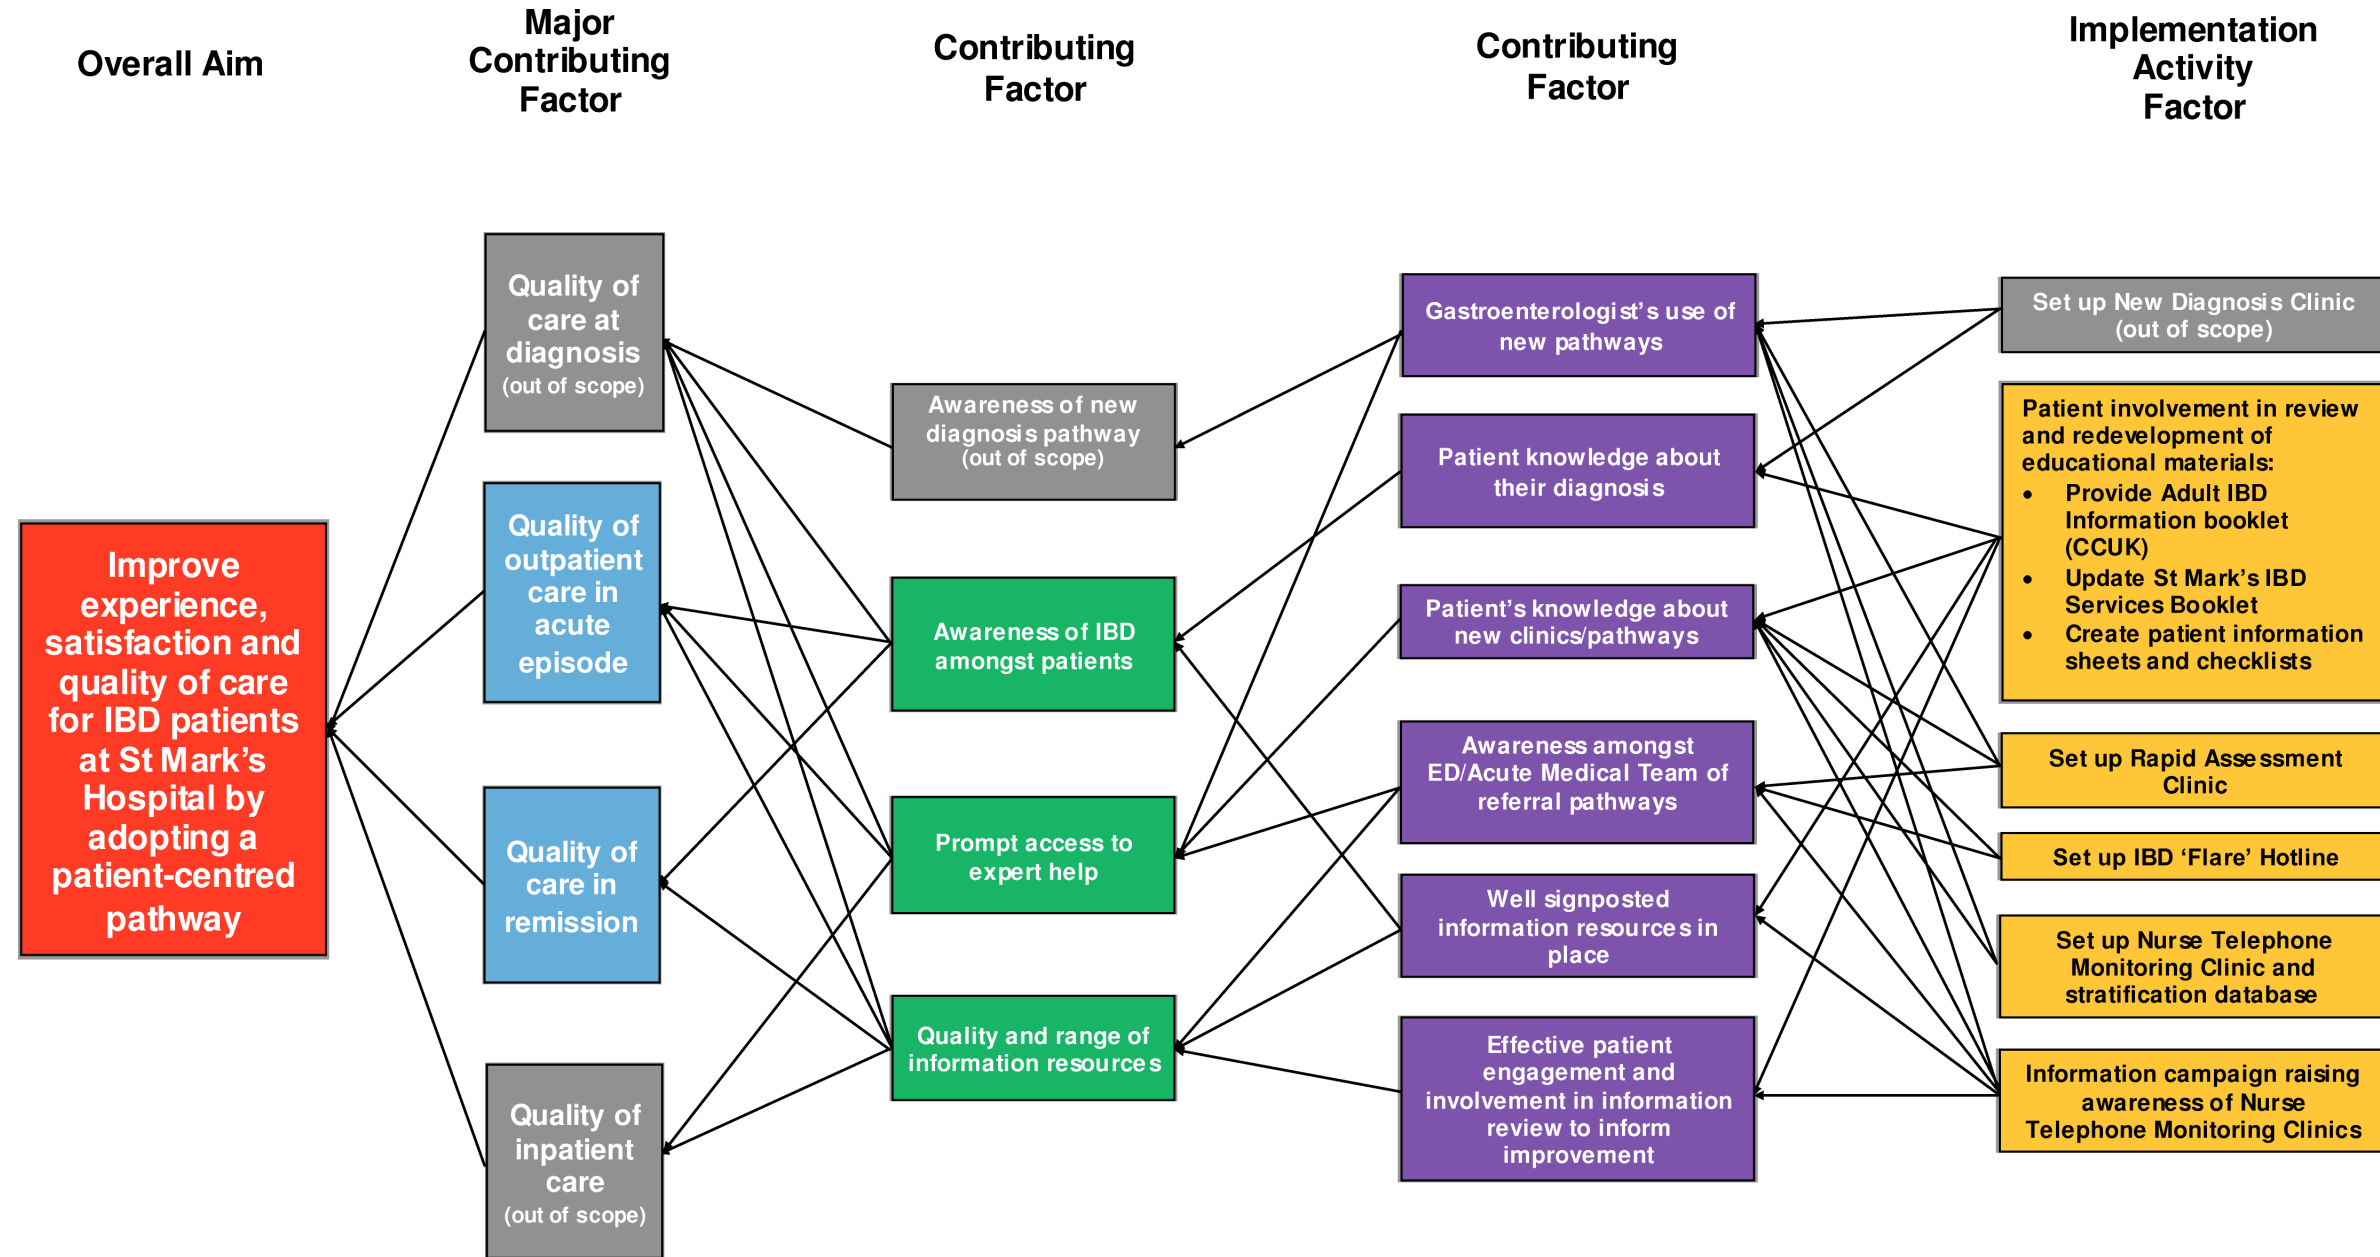 Overall Aim
Major
Contributing
Factor
Contributing
Factor
Contributing
Factor
Implementation
Activity
Factor
Improve
experience,
satisfaction and
quality of care
for IBD patients
at St Mark’s
Hospital by
adopting a
patient-centred
pathway
Quality of
care at
diagnosis
(out of scope)
Quality of
outpatient
care in
acute
episode
Quality of
care in
remission
Quality of
inpatient
care
(out of scope)
Awareness of new
diagnosis pathway
(out of scope)
Awareness of IBD
amongst patients
Prompt access to
expert help
Quality and range of
information resources
Gastroenterologist’s use of
new pathways
Patient knowledge about
their diagnosis
Patient’s knowledge about
new clinics/pathways
Awareness amongst
ED/Acute Medical Team of
referral pathways
Well signposted
information resources in
place
Effective patient
engagement and
involvement in information
review to inform
improvement
Set up New Diagnosis Clinic
(out of scope)
Patient involvement in review
and redevelopment of
educational materials:
• Provide Adult IBD
Information booklet
(CCUK)
• Update St Mark’s IBD
Services Booklet
• Create patient information
sheets and checklists
Set up Rapid Assessment
Clinic
Set up IBD ‘Flare’ Hotline
Set up Nurse Telephone
Monitoring Clinic and
stratification database
Information campaign raising
awareness of Nurse
Telephone Monitoring Clinics